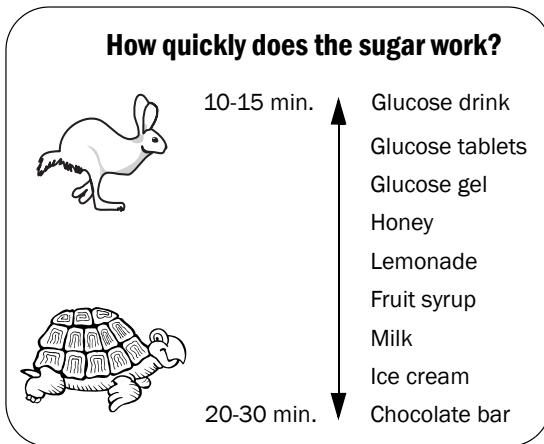 How quickly does the sugar work?
10-15 min.
Glucose drink
Glucose tablets
Glucose gel
Honey
Lemonade
Fruit syrup
Milk
Ice cream
20-30 min.
Chocolate bar